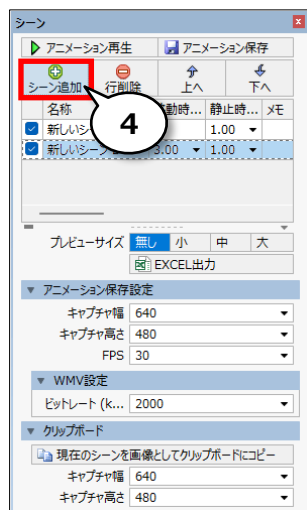 シーン
アニメーション再生 アニメーション保存
シーン追加 行削除 上へ 下へ
名称 動時... 静止時... メモ
新しいシ 1.00
新しいシーン 3.00 1.00
4
プレビューサイズ 無し 小 中 大
EXCEL出力
アニメーション保存設定
キャプチャ幅 640
キャプチャ高さ 480
FPS 30
WMV設定
ビットレート (k... 2000
クリップボード
現在のシーンを画像としてクリップボードにコピー
キャプチャ幅 640
キャプチャ高さ 480